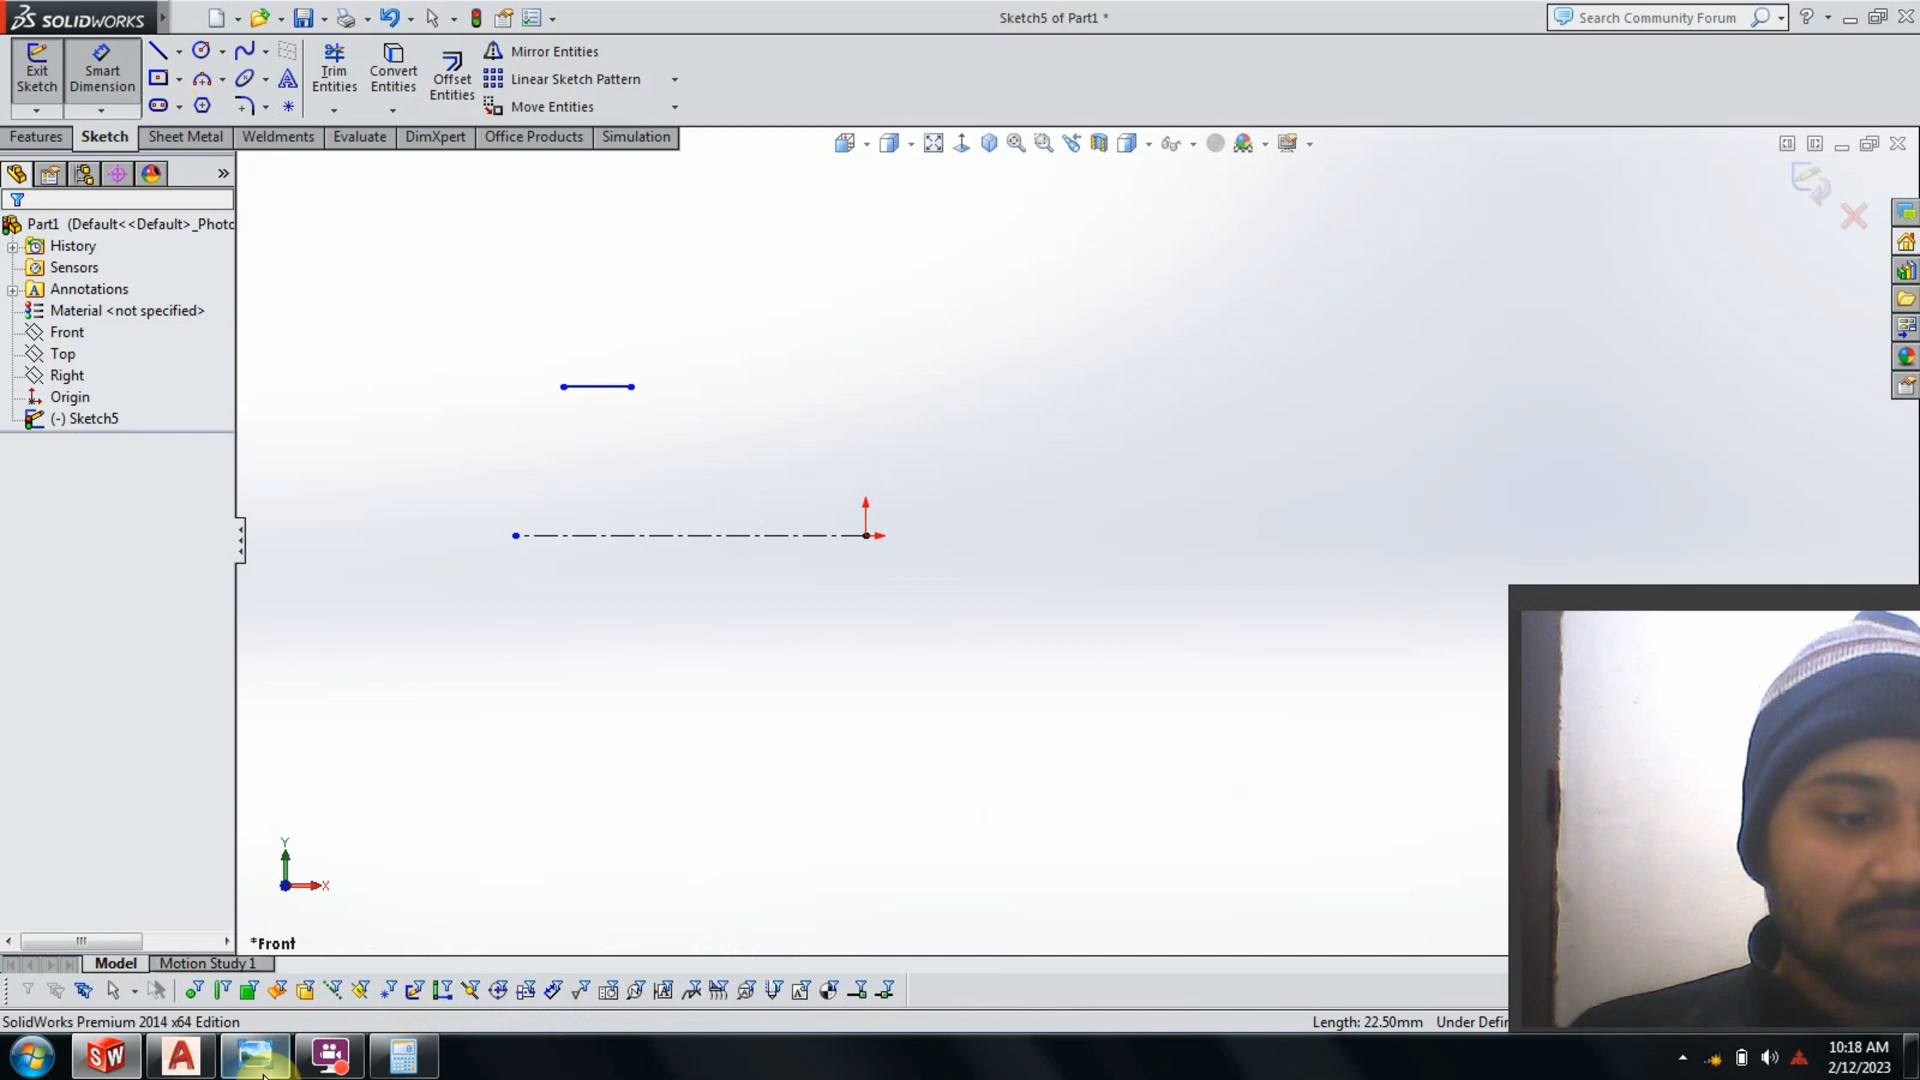 SOLIDWORKS
Sketch5 of Part1 *
Search Community Forum
Exit Sketch
Smart Dimension
Trim Entities
Convert Entities
Offset Entities
Mirror Entities
Linear Sketch Pattern
Move Entities
Features
Sketch
Sheet Metal
Weldments
Evaluate
DimXpert
Office Products
Simulation
Part1 (Default<<Default>_Photo
History
Sensors
Annotations
Material <not specified>
Front
Top
Right
Origin
(-) Sketch5
Y
X
*Front
Model
Motion Study 1
SolidWorks Premium 2014 x64 Edition
Length: 22.50mm
Under Defin
10:18 AM
2/12/2023